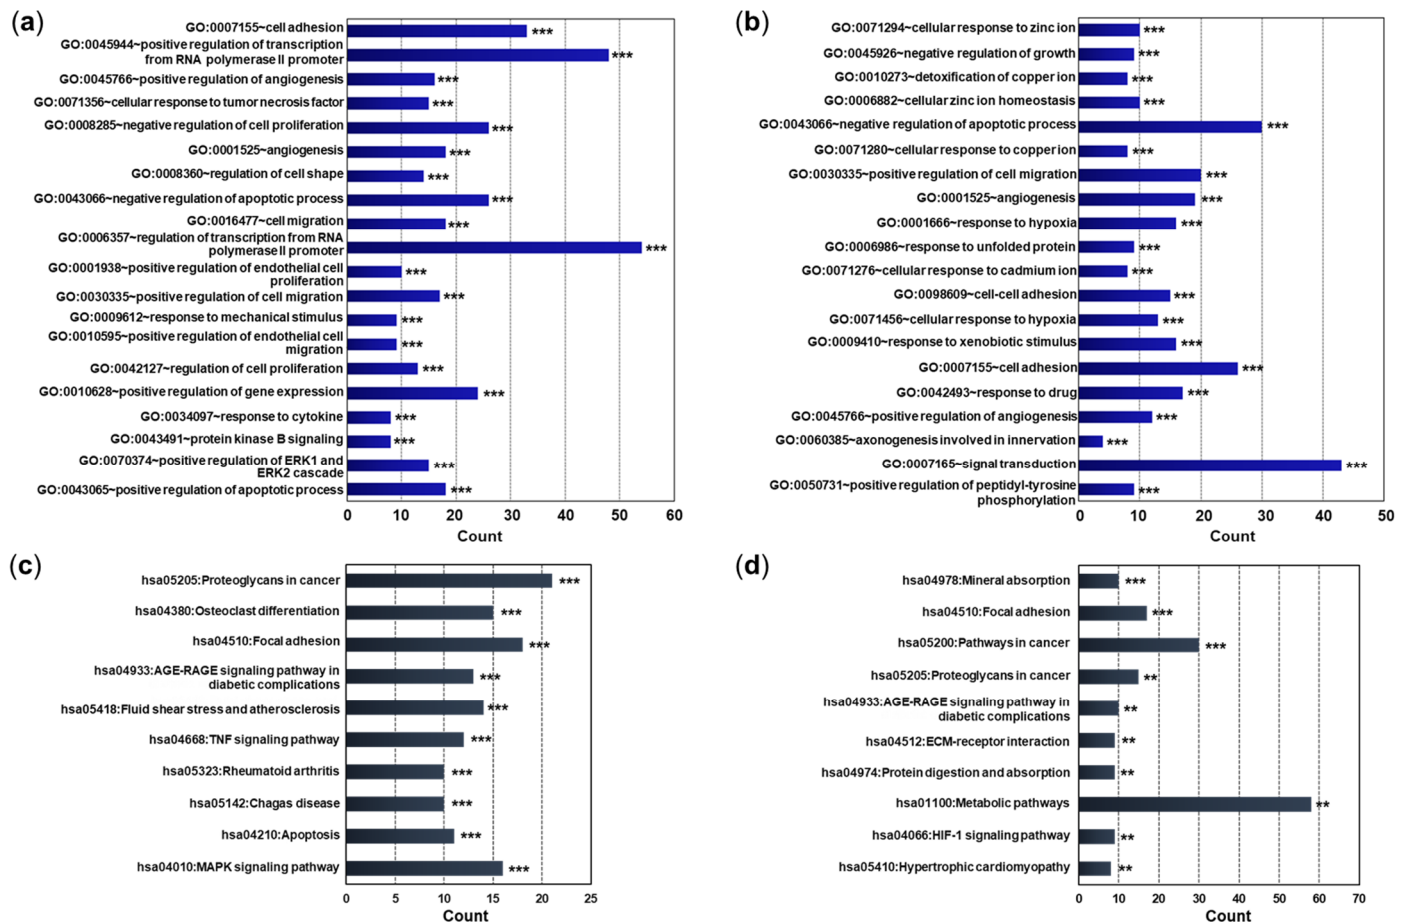 (a)
GO:0007155~cell adhesion
***
GO:0045944~positive regulation of transcription
from RNA polymerase II promoter
***
GO:0045766~positive regulation of angiogenesis
***
GO:0071356~cellular response to tumor necrosis factor
***
GO:0008285~negative regulation of cell proliferation
***
GO:0001525~angiogenesis
***
GO:0008360~regulation of cell shape
***
GO:0043066~negative regulation of apoptotic process
***
GO:0016477~cell migration
***
GO:0006357~regulation of transcription from RNA
polymerase II promoter
***
GO:0001938~positive regulation of endothelial cell
proliferation
***
GO:0030335~positive regulation of cell migration
***
GO:0009612~response to mechanical stimulus
***
GO:0010595~positive regulation of endothelial cell
migration
***
GO:0042127~regulation of cell proliferation
***
GO:0010628~positive regulation of gene expression
***
GO:0034097~response to cytokine
***
GO:0043491~protein kinase B signaling
***
GO:0070374~positive regulation of ERK1 and
ERK2 cascade
***
GO:0043065~positive regulation of apoptotic process
***
0 10 20 30 40 50 60
Count
(b)
GO:0071294~cellular response to zinc ion
***
GO:0045926~negative regulation of growth
***
GO:0010273~detoxification of copper ion
***
GO:0006882~cellular zinc ion homeostasis
***
GO:0043066~negative regulation of apoptotic process
***
GO:0071280~cellular response to copper ion
***
GO:0030335~positive regulation of cell migration
***
GO:0001525~angiogenesis
***
GO:0001666~response to hypoxia
***
GO:0006986~response to unfolded protein
***
GO:0071276~cellular response to cadmium ion
***
GO:0098609~cell-cell adhesion
***
GO:0071456~cellular response to hypoxia
***
GO:0009410~response to xenobiotic stimulus
***
GO:0007155~cell adhesion
***
GO:0042493~response to drug
***
GO:0045766~positive regulation of angiogenesis
***
GO:0060385~axonogenesis involved in innervation
***
GO:0007165~signal transduction
***
GO:0050731~positive regulation of peptidyl-tyrosine
phosphorylation
***
0 10 20 30 40 50
Count
(c)
hsa05205:Proteoglycans in cancer
***
hsa04380:Osteoclast differentiation
***
hsa04510:Focal adhesion
***
hsa04933:AGE-RAGE signaling pathway in
diabetic complications
***
hsa05418:Fluid shear stress and atherosclerosis
***
hsa04668:TNF signaling pathway
***
hsa05323:Rheumatoid arthritis
***
hsa05142:Chagas disease
***
hsa04210:Apoptosis
***
hsa04010:MAPK signaling pathway
***
0 5 10 15 20 25
Count
(d)
hsa04978:Mineral absorption
***
hsa04510:Focal adhesion
***
hsa05200:Pathways in cancer
***
hsa05205:Proteoglycans in cancer
**
hsa04933:AGE-RAGE signaling pathway in
diabetic complications
**
hsa04512:ECM-receptor interaction
**
hsa04974:Protein digestion and absorption
**
hsa01100:Metabolic pathways
**
hsa04066:HIF-1 signaling pathway
**
hsa05410:Hypertrophic cardiomyopathy
**
0 10 20 30 40 50 60 70
Count